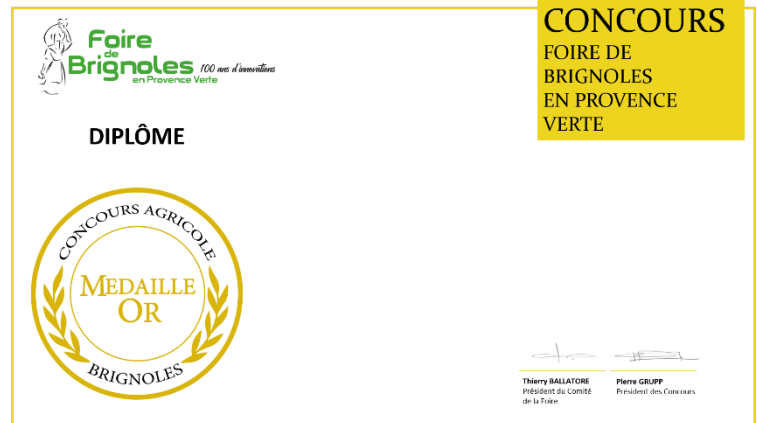 Foire
de
Brignoles
100 ans d'innovations
en Provence Verte
CONCOURS
FOIRE DE
BRIGNOLES
EN PROVENCE
VERTE
DIPLÔME
CONCOURS AGRICOLE
MEDAILLE
OR
BRIGNOLES
Thierry BALLATORE
Président du Comité
de la Foire
Pierre GRUPP
Président des Concours